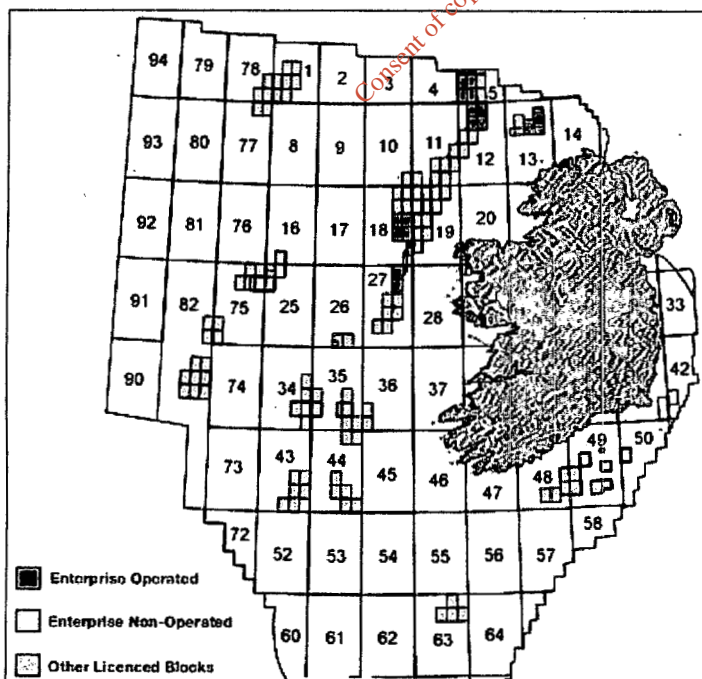 Consent of cop
94 79 78 1 2 3 4 5
93 80 77 8 9 10 11 12 13 14
92 81 76 16 17 18 19 20
91 82 75 25 26 27 28 33
90 74 34 35 36 37 42
73 43 44 45 46 47 48 49 50
72 52 53 54 55 56 57 58
60 61 62 63 64
Enterprise Operated
Enterprise Non-Operated
Other Licenced Blocks